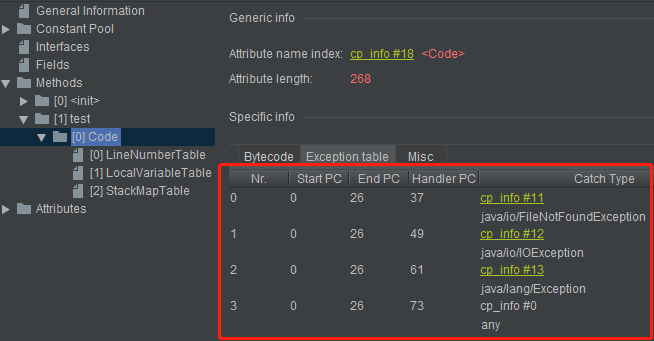 General Information
Constant Pool
Interfaces
Fields
Methods
[0] <init>
[1] test
[0] Code
[0] LineNumberTable
[1] LocalVariableTable
[2] StackMapTable
Attributes
Generic info
Attribute name index: cp_info #18 <Code>
Attribute length: 268
Specific info
Bytecode Exception table Misc
Nr. Start PC End PC Handler PC Catch Type
0 0 26 37 cp_info #11
java/io/FileNotFoundException
1 0 26 49 cp_info #12
java/io/IOException
2 0 26 61 cp_info #13
java/lang/Exception
3 0 26 73 cp_info #0
any